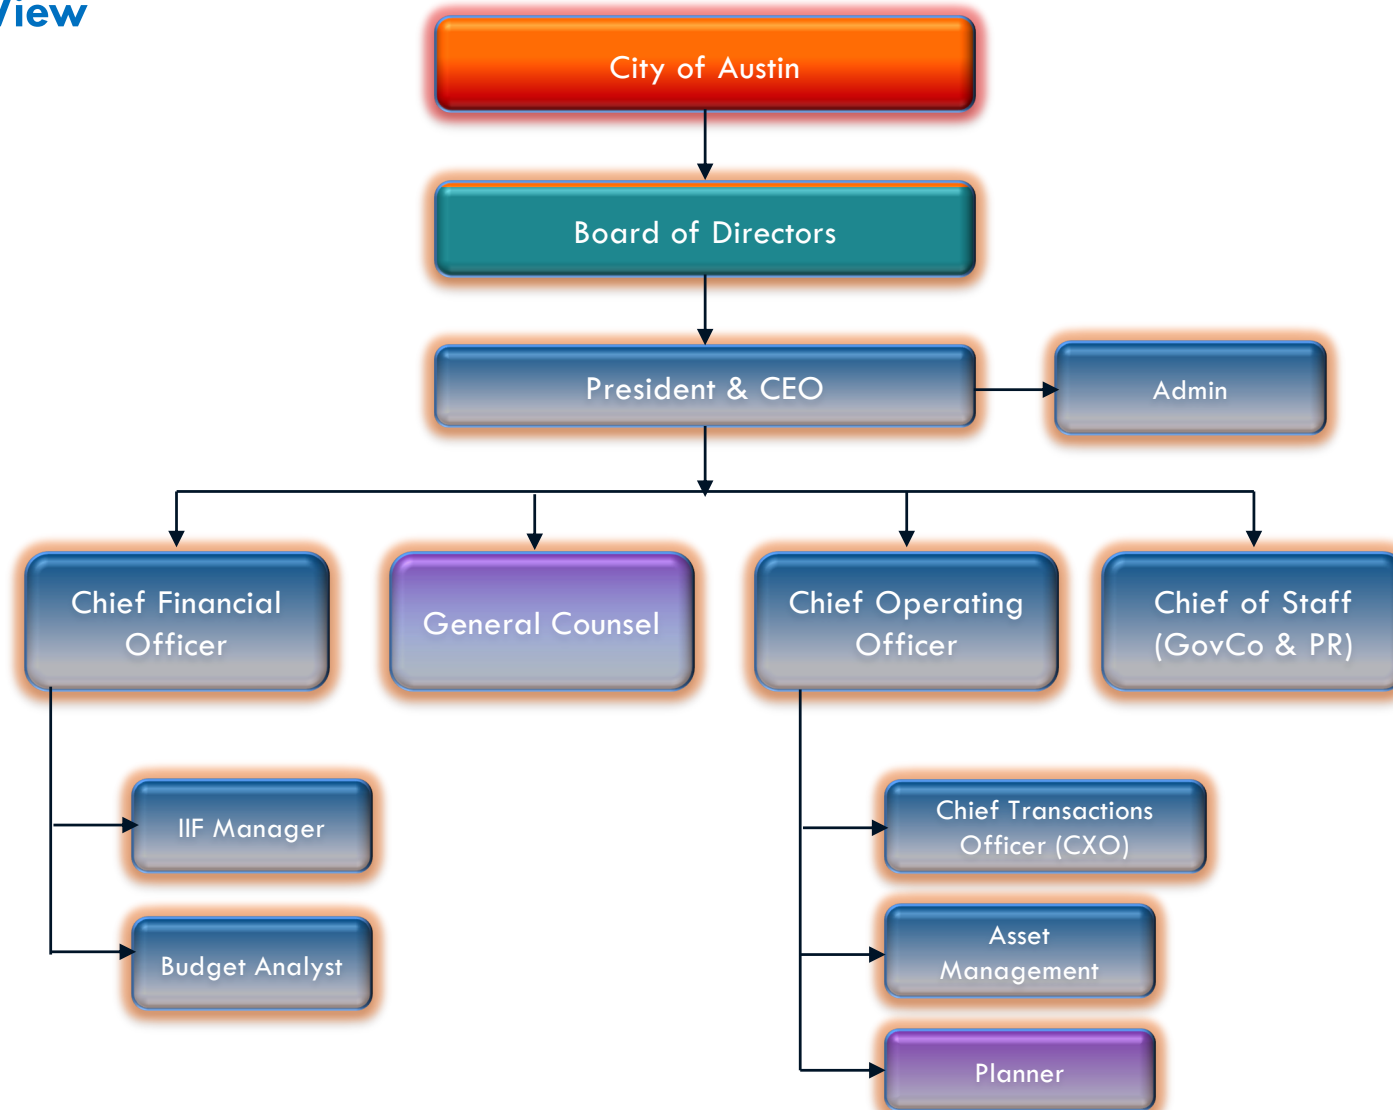 View
City of Austin
Board of Directors
President & CEO
Admin
Chief Financial
Officer
General Counsel
Chief Operating
Officer
Chief of Staff
(GovCo & PR)
IIF Manager
Budget Analyst
Chief Transactions
Officer (CXO)
Asset
Management
Planner